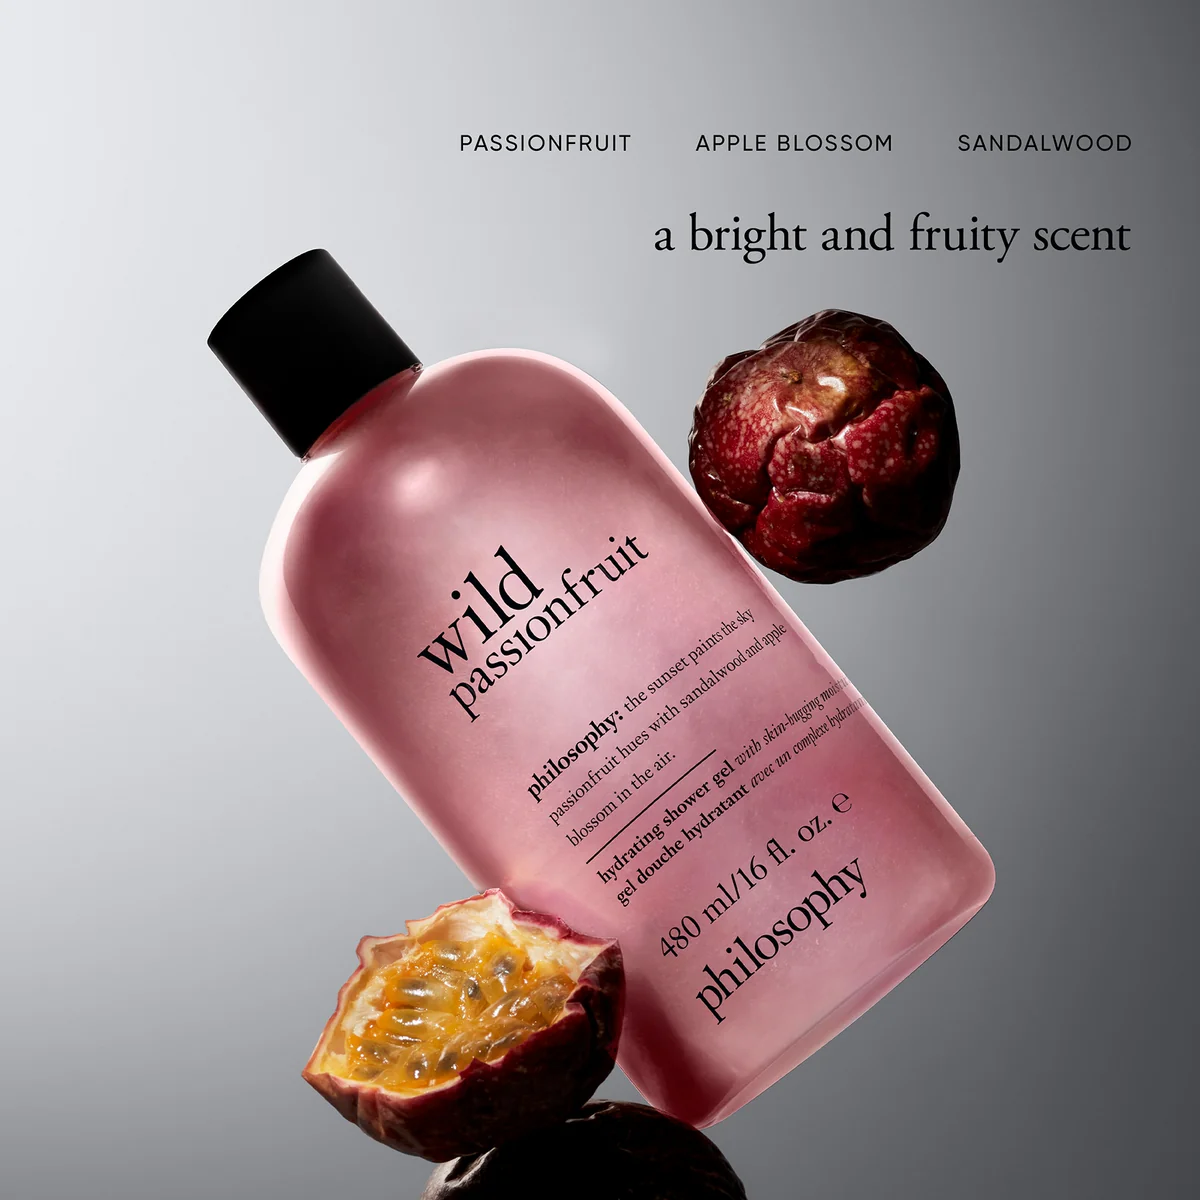 PASSIONFRUIT APPLE BLOSSOM SANDALWOOD
a bright and fruity scent
wild
passionfruit
philosophy: the sunset paints the sky
passionfruit hues with sandalwood and apple
blossom in the air.
hydrating shower gel with skin-hugging
gel douche hydratant avec un complexe
480 ml/16 fl. oz. ℮
philosophy